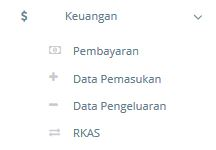 Keuangan
Pembayaran
Data Pemasukan
Data Pengeluaran
RKAS